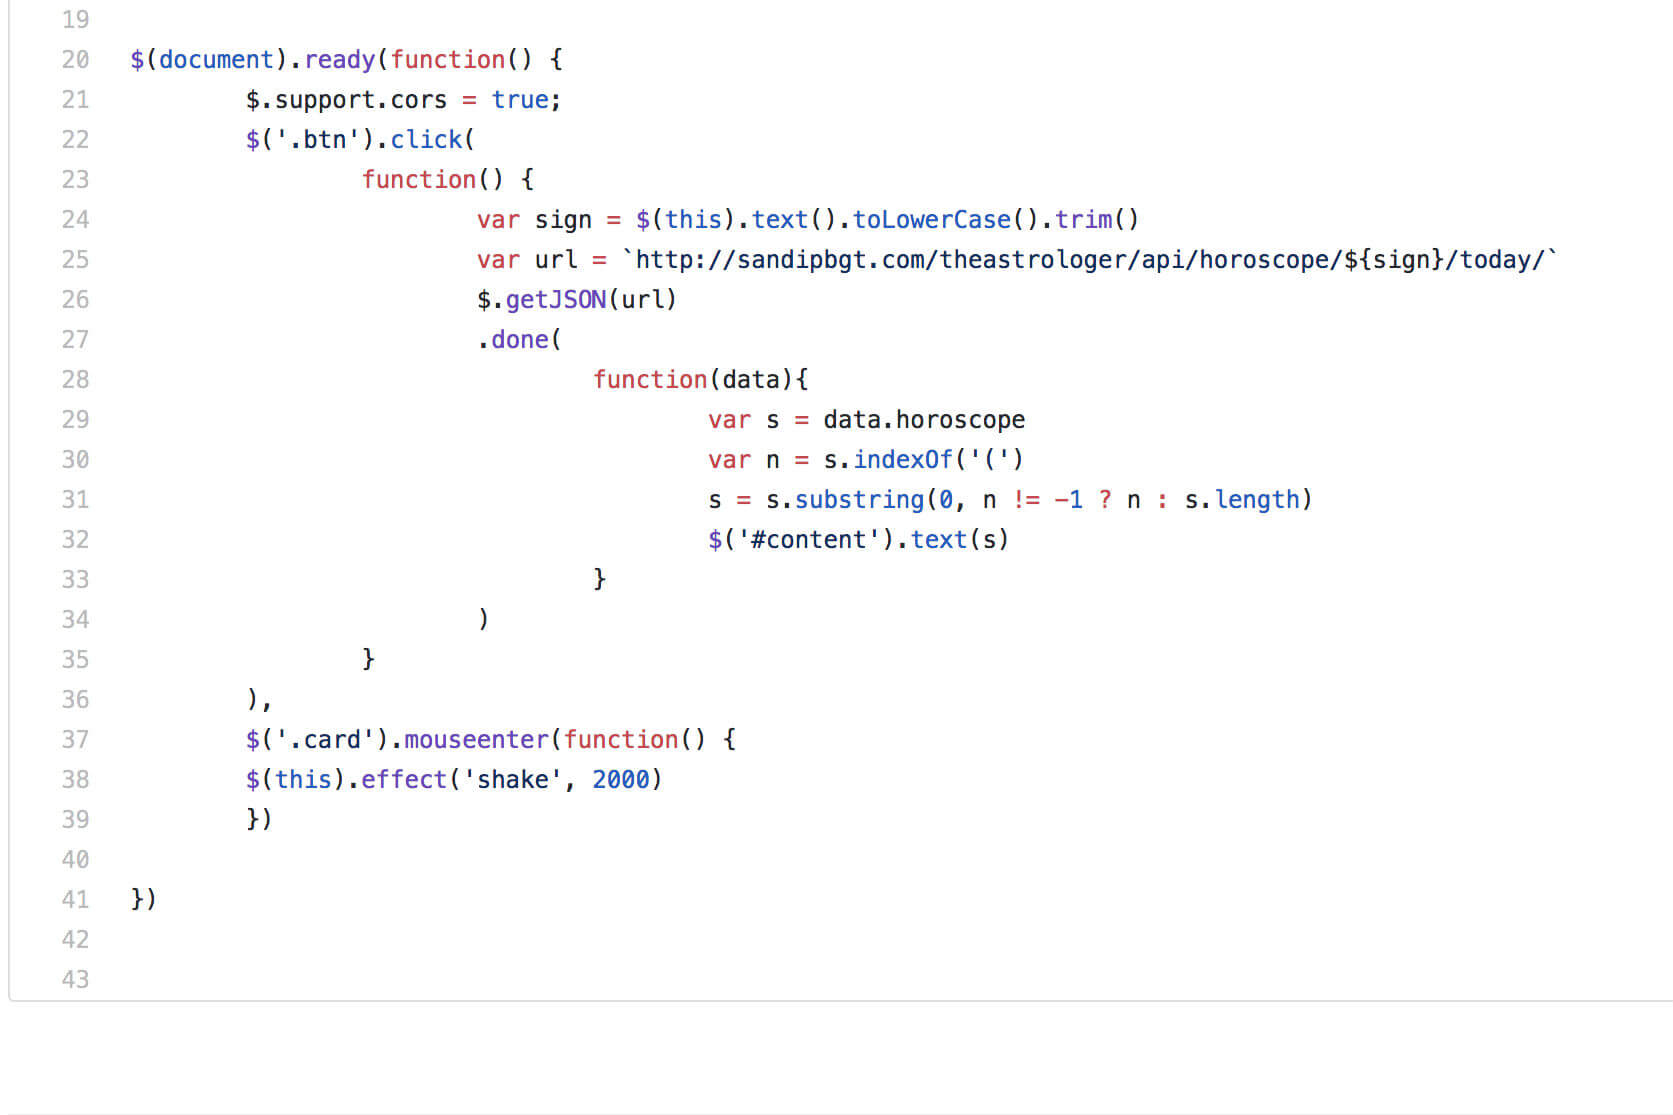 19
20 $(document).ready(function() {
21         $.support.cors = true;
22         $('.btn').click(
23                 function() {
24                         var sign = $(this).text().toLowerCase().trim()
25                         var url = `http://sandipbgt.com/theastrologer/api/horoscope/${sign}/today/`
26                         $.getJSON(url)
27                         .done(
28                                 function(data){
29                                         var s = data.horoscope
30                                         var n = s.indexOf('(')
31                                         s = s.substring(0, n != -1 ? n : s.length)
32                                         $('#content').text(s)
33                                 }
34                         )
35                 }
36         ),
37         $('.card').mouseenter(function() {
38         $(this).effect('shake', 2000)
39         })
40
41 })
42
43